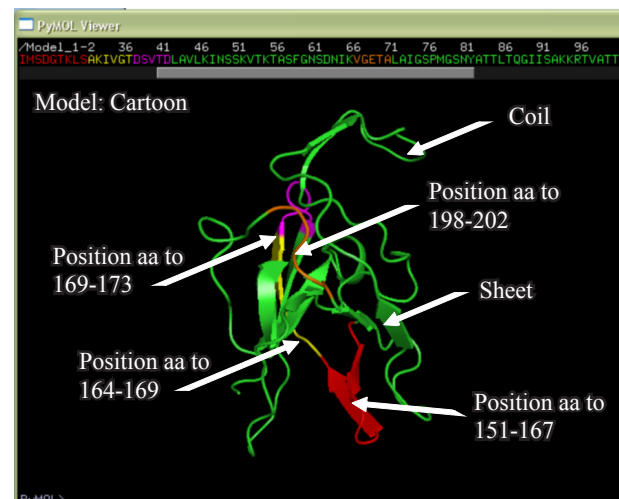 PyMOL Viewer
/Model_1-2 36 41 46 51 56 61 66 71 76 81 86 91 96
IMSDGTKLSAKIVGTDSVTDLAVLKINSSKVTKTASFGNSDNIKVGETALAIGSPMGSNYATTLTQGIISAKKRTVATT
Model: Cartoon
Coil
Position aa to
198-202
Position aa to
169-173
Sheet
Position aa to
164-169
Position aa to
151-167
PyMOL>